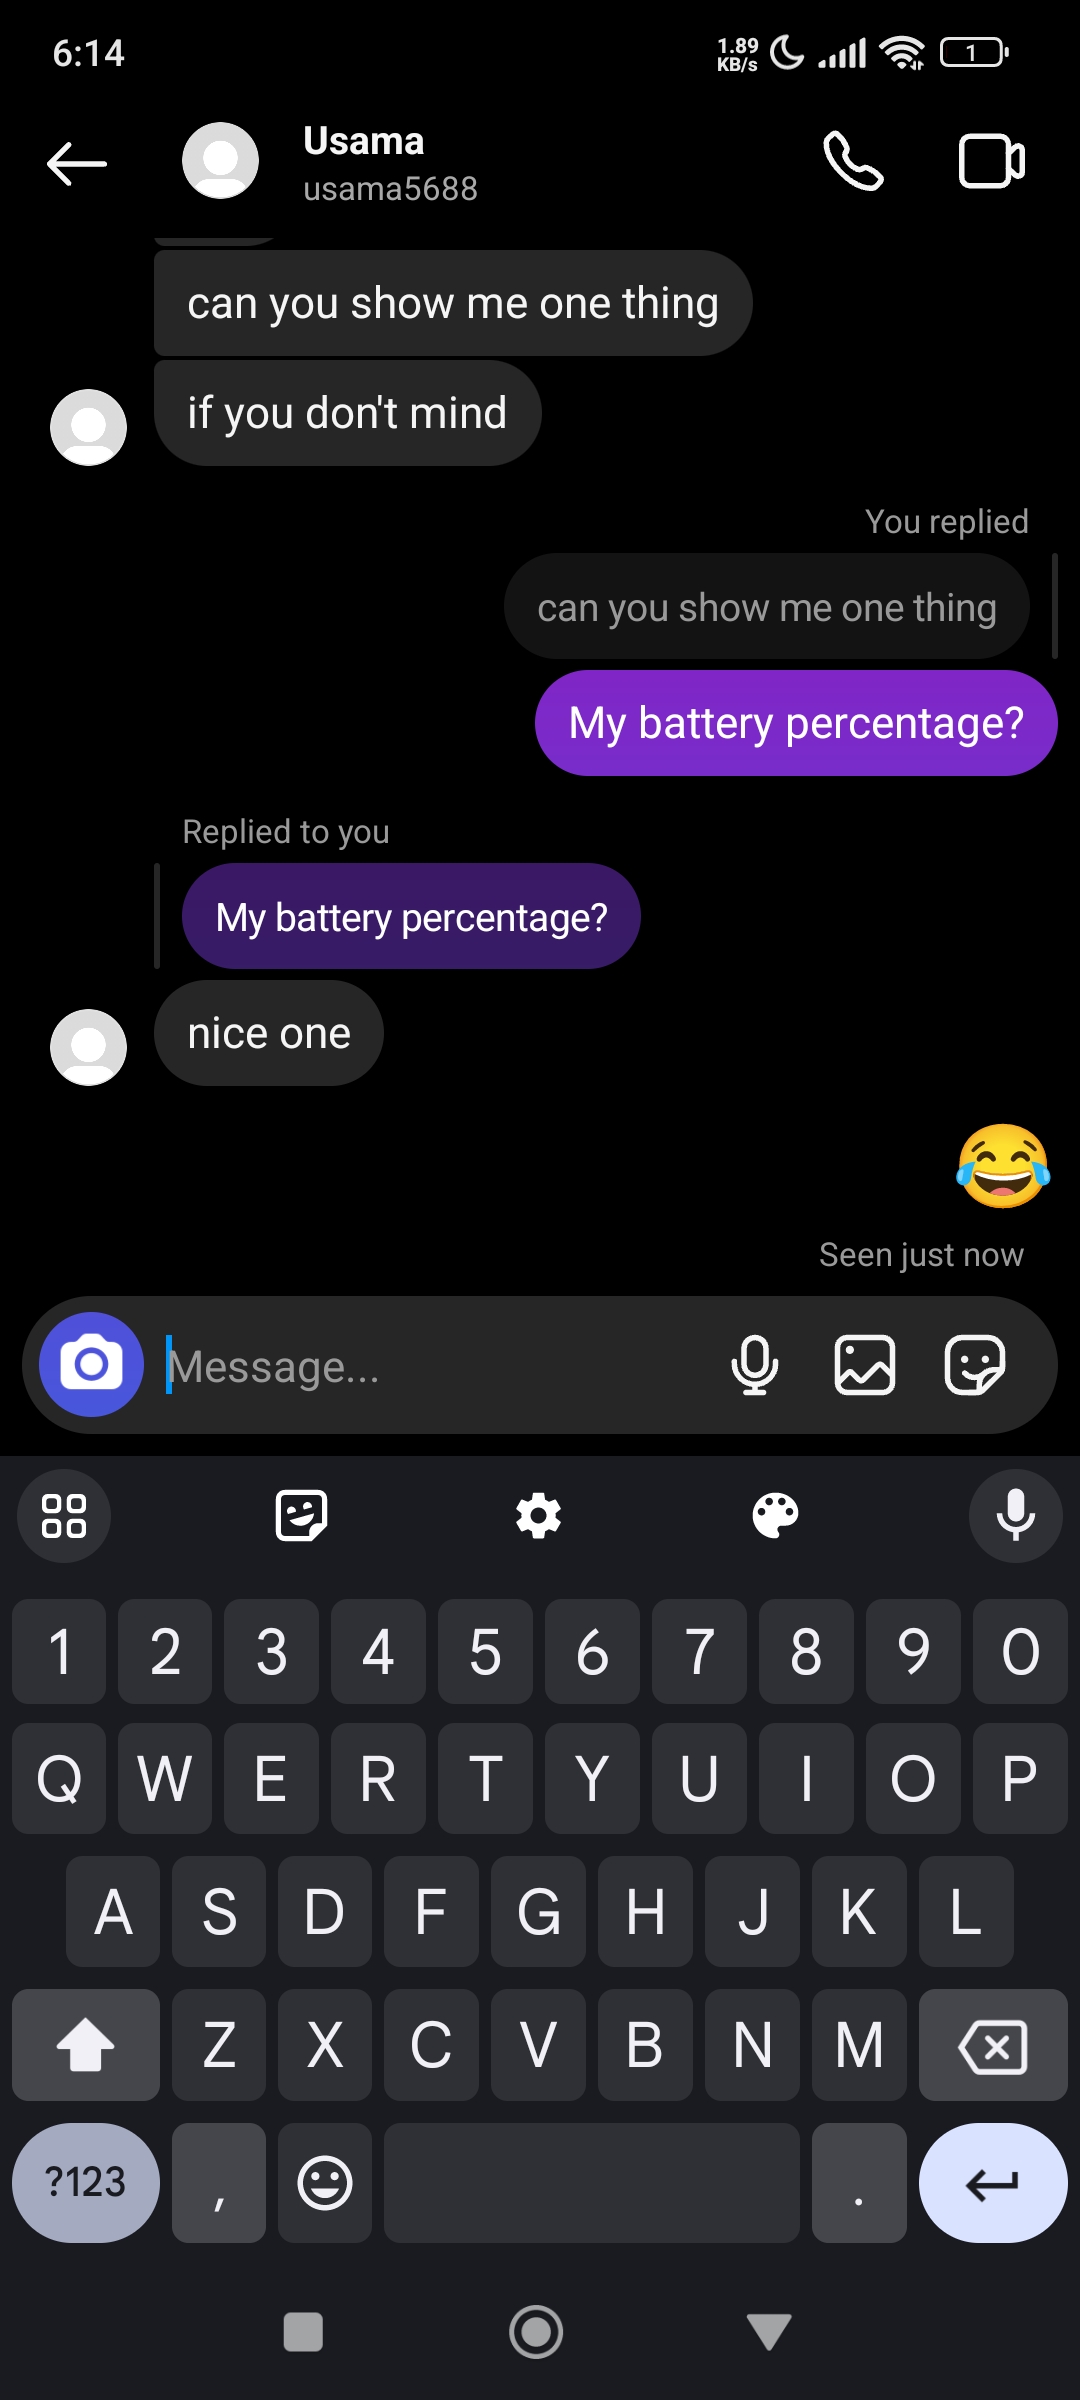 6:14
1.89
KB/s
1
Usama
usama5688
can you show me one thing
if you don't mind
You replied
can you show me one thing
My battery percentage?
Replied to you
My battery percentage?
nice one
Seen just now
Message...
1 2 3 4 5 6 7 8 9 0
Q W E R T Y U I O P
A S D F G H J K L
Z X C V B N M
?123 , .